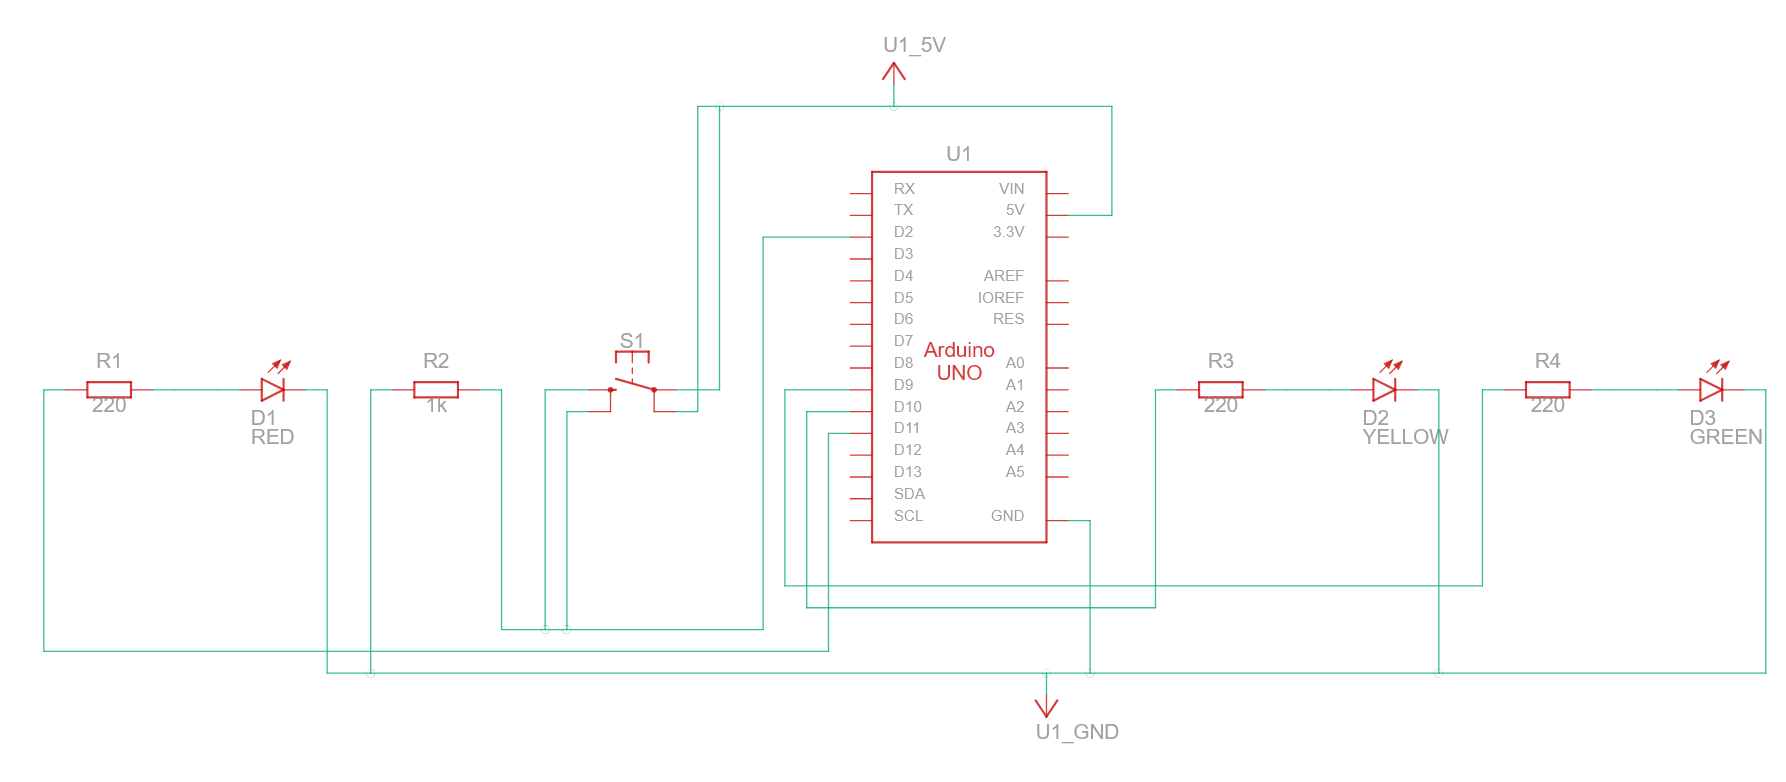 U1_5V
U1
RX
VIN
TX
5V
D2
3.3V
D3
D4
AREF
D5
IOREF
D6
RES
D7
D8
A0
D9
A1
D10
A2
D11
A3
D12
A4
D13
A5
SDA
SCL
GND
Arduino
UNO
R1
220
D1
RED
R2
1k
S1
R3
220
D2
YELLOW
R4
220
D3
GREEN
U1_GND